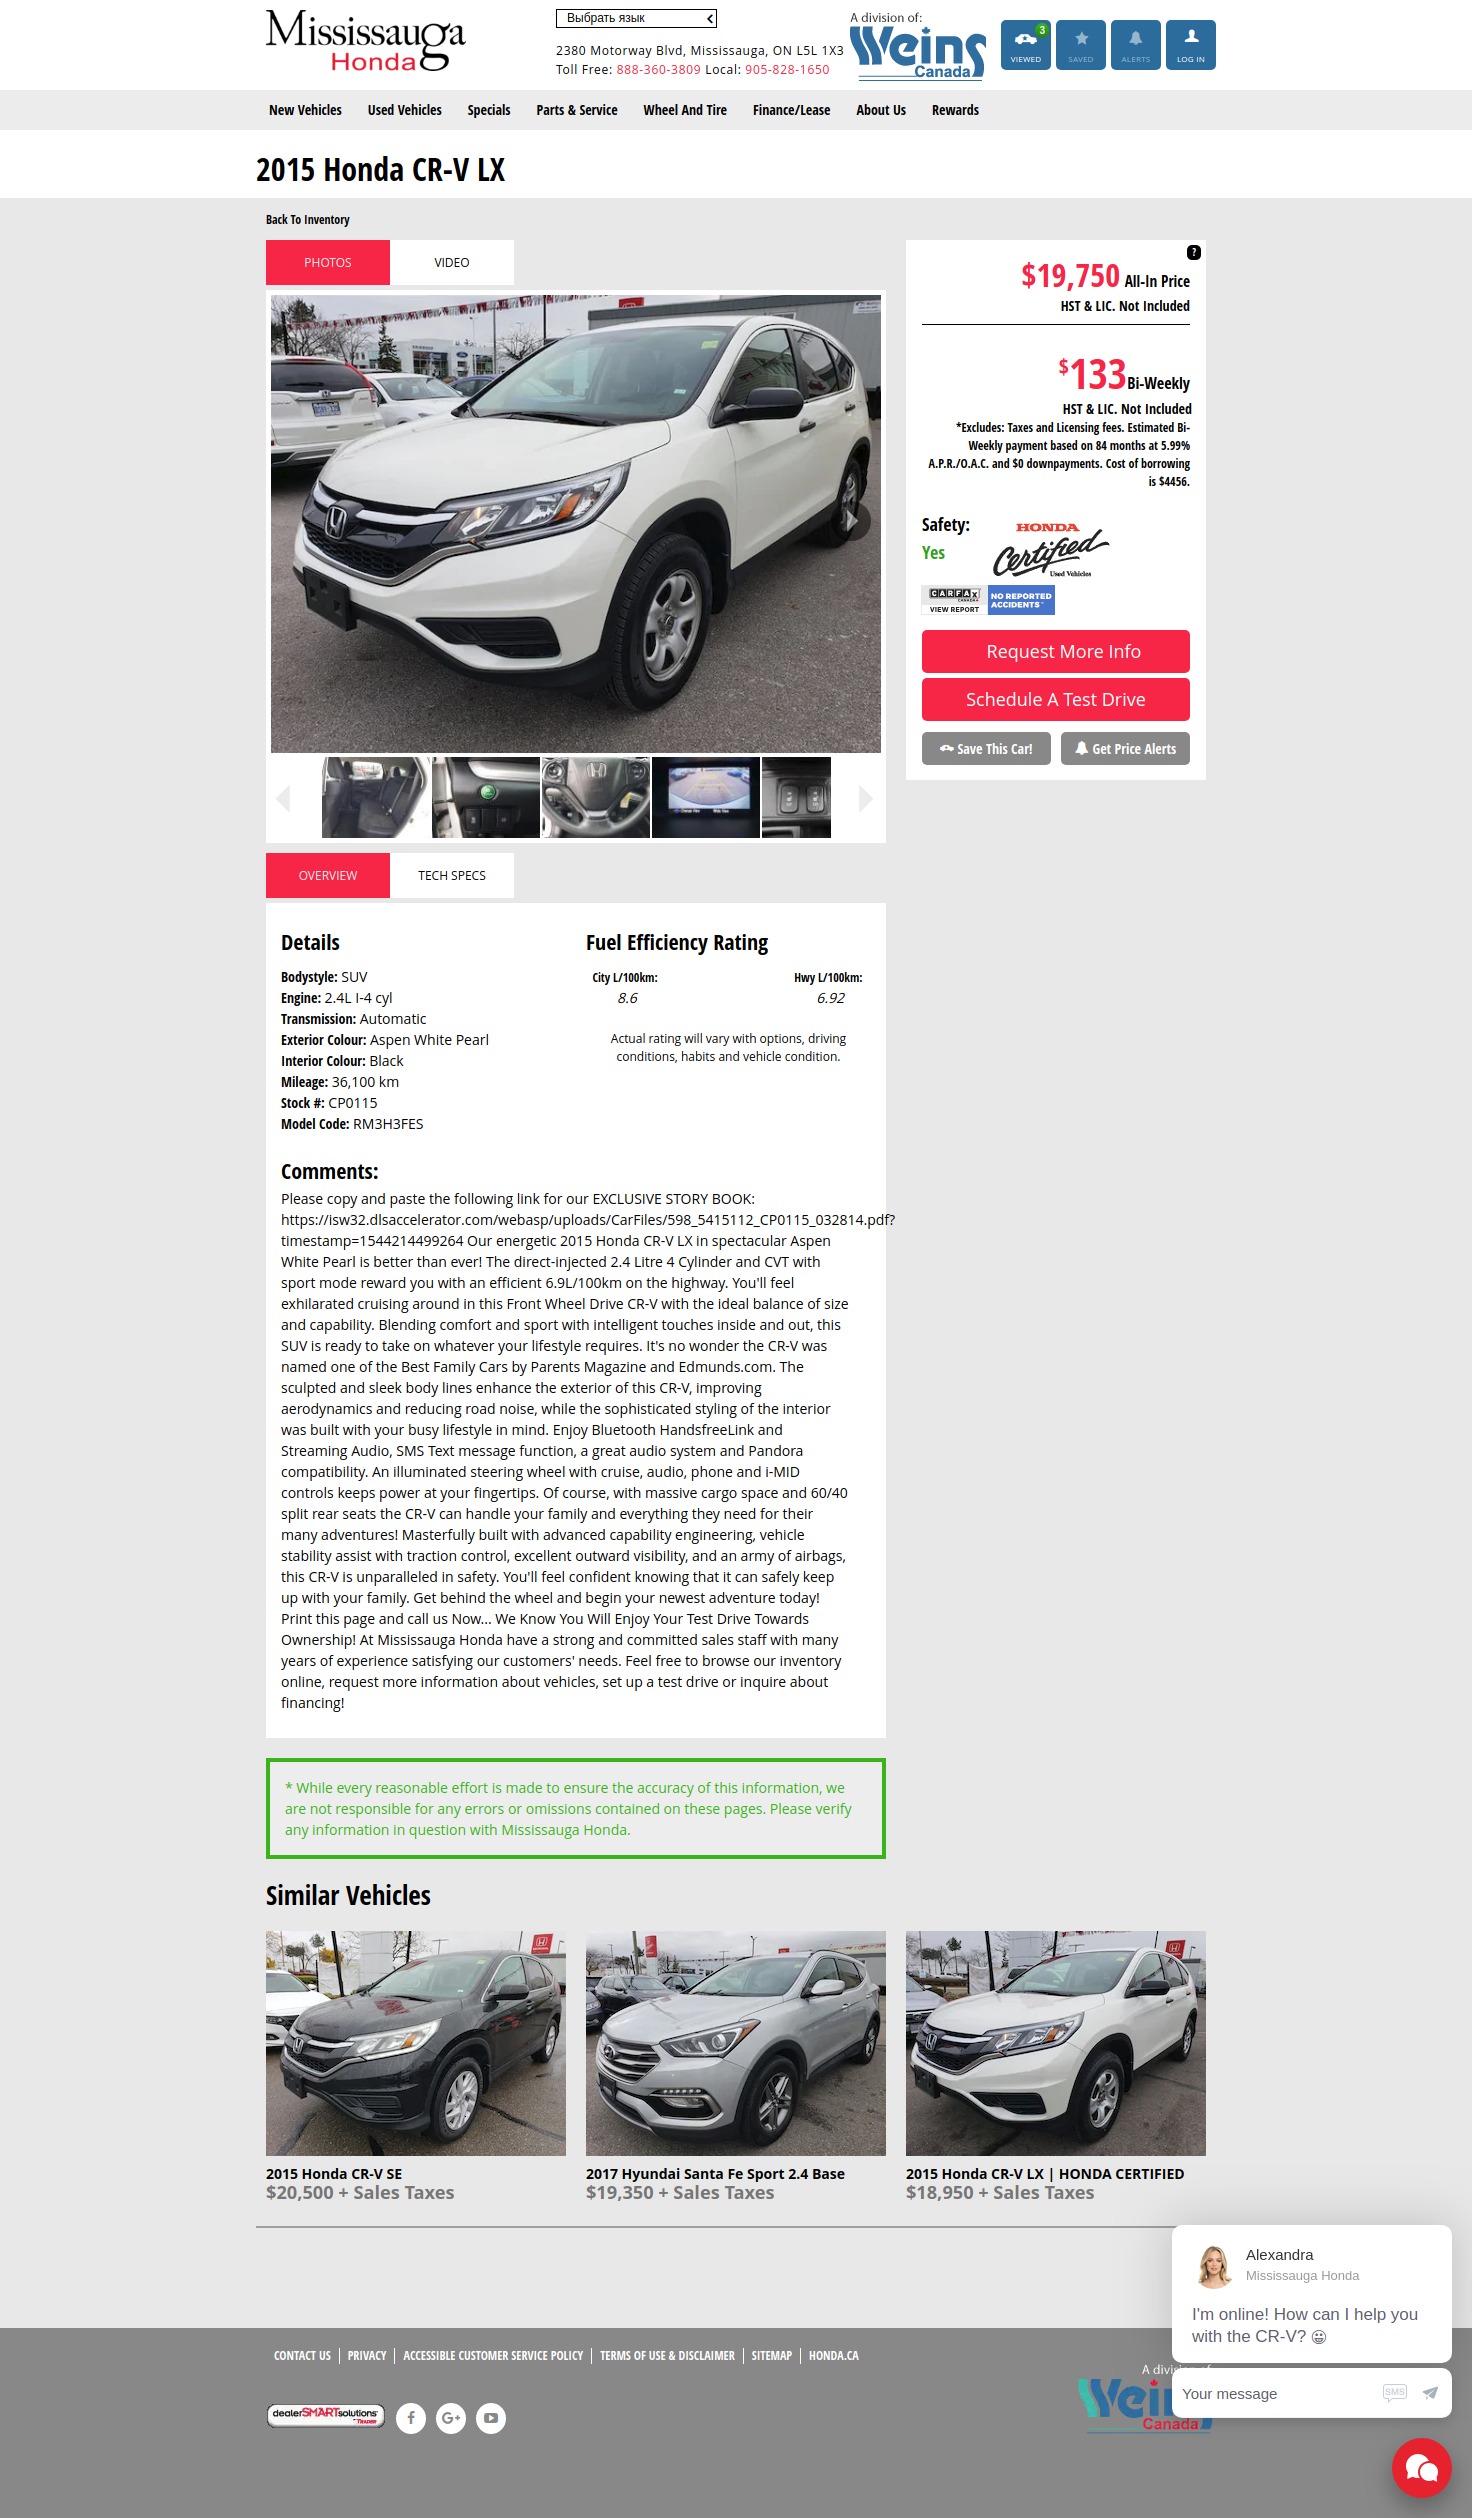 Mississauga
Honda
Выбрать язык
2380 Motorway Blvd, Mississauga, ON L5L 1X3
Toll Free: 888-360-3809 Local: 905-828-1650
A division of:
Weins
Canada
3
VIEWED
SAVED
ALERTS
LOG IN
New Vehicles
Used Vehicles
Specials
Parts & Service
Wheel And Tire
Finance/Lease
About Us
Rewards
2015 Honda CR-V LX
Back To Inventory
PHOTOS
VIDEO
?
$19,750 All-In Price
HST & LIC. Not Included
$133 Bi-Weekly
HST & LIC. Not Included
*Excludes: Taxes and Licensing fees. Estimated Bi-
Weekly payment based on 84 months at 5.99%
A.P.R./O.A.C. and $0 downpayments. Cost of borrowing
is $4456.
Safety:
Yes
HONDA
Certified
Used Vehicles
CARFAX
CANADA
VIEW REPORT
NO REPORTED
ACCIDENTS
Request More Info
Schedule A Test Drive
Save This Car!
Get Price Alerts
OVERVIEW
TECH SPECS
Details
Bodystyle: SUV
Engine: 2.4L I-4 cyl
Transmission: Automatic
Exterior Colour: Aspen White Pearl
Interior Colour: Black
Mileage: 36,100 km
Stock #: CP0115
Model Code: RM3H3FES
Fuel Efficiency Rating
City L/100km:
8.6
Hwy L/100km:
6.92
Actual rating will vary with options, driving
conditions, habits and vehicle condition.
Comments:
Please copy and paste the following link for our EXCLUSIVE STORY BOOK:
https://isw32.dlsaccelerator.com/webasp/uploads/CarFiles/598_5415112_CP0115_032814.pdf?
timestamp=1544214499264 Our energetic 2015 Honda CR-V LX in spectacular Aspen
White Pearl is better than ever! The direct-injected 2.4 Litre 4 Cylinder and CVT with
sport mode reward you with an efficient 6.9L/100km on the highway. You'll feel
exhilarated cruising around in this Front Wheel Drive CR-V with the ideal balance of size
and capability. Blending comfort and sport with intelligent touches inside and out, this
SUV is ready to take on whatever your lifestyle requires. It's no wonder the CR-V was
named one of the Best Family Cars by Parents Magazine and Edmunds.com. The
sculpted and sleek body lines enhance the exterior of this CR-V, improving
aerodynamics and reducing road noise, while the sophisticated styling of the interior
was built with your busy lifestyle in mind. Enjoy Bluetooth HandsfreeLink and
Streaming Audio, SMS Text message function, a great audio system and Pandora
compatibility. An illuminated steering wheel with cruise, audio, phone and i-MID
controls keeps power at your fingertips. Of course, with massive cargo space and 60/40
split rear seats the CR-V can handle your family and everything they need for their
many adventures! Masterfully built with advanced capability engineering, vehicle
stability assist with traction control, excellent outward visibility, and an army of airbags,
this CR-V is unparalleled in safety. You'll feel confident knowing that it can safely keep
up with your family. Get behind the wheel and begin your newest adventure today!
Print this page and call us Now... We Know You Will Enjoy Your Test Drive Towards
Ownership! At Mississauga Honda have a strong and committed sales staff with many
years of experience satisfying our customers' needs. Feel free to browse our inventory
online, request more information about vehicles, set up a test drive or inquire about
financing!
* While every reasonable effort is made to ensure the accuracy of this information, we
are not responsible for any errors or omissions contained on these pages. Please verify
any information in question with Mississauga Honda.
Similar Vehicles
2015 Honda CR-V SE
$20,500 + Sales Taxes
2017 Hyundai Santa Fe Sport 2.4 Base
$19,350 + Sales Taxes
2015 Honda CR-V LX | HONDA CERTIFIED
$18,950 + Sales Taxes
Alexandra
Mississauga Honda
I'm online! How can I help you
with the CR-V? 😀
Your message
SMS
CONTACT US
PRIVACY
ACCESSIBLE CUSTOMER SERVICE POLICY
TERMS OF USE & DISCLAIMER
SITEMAP
HONDA.CA
dealerSMARTsolutions
by TRADER
A division of
Wei
Canada